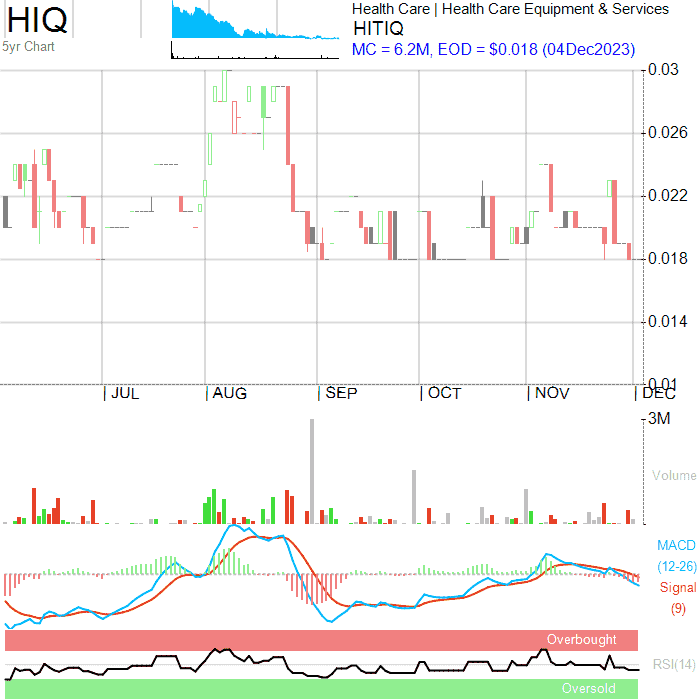 HIQ
5yr Chart
Health Care | Health Care Equipment & Services
HITIQ
MC = 6.2M, EOD = $0.018 (04Dec2023)
0.03
0.026
0.022
0.018
0.014
0.01
JUL
AUG
SEP
OCT
NOV
DEC
3M
Volume
MACD
(12-26)
Signal
(9)
Overbought
RSI(14)
Oversold